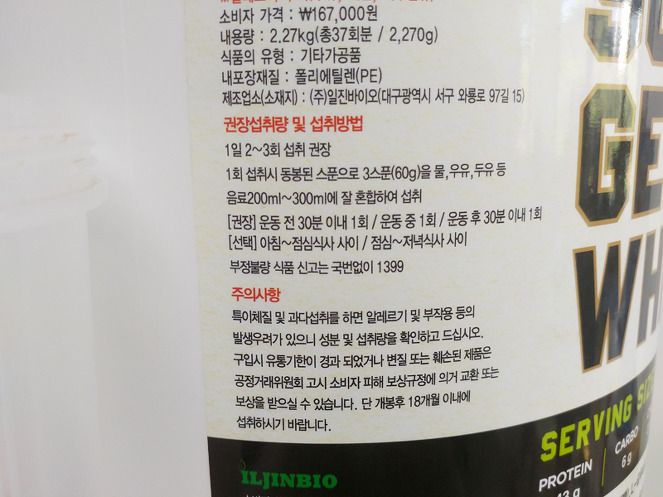 소비자 가격 : ₩167,000원
내용량 : 2.27kg(총37회분 / 2,270g)
식품의 유형 : 기타가공품
내포장재질 : 폴리에틸렌(PE)
제조업소(소재지) : (주)일진바이오(대구광역시 서구 와룡로 97길 15)
권장섭취량 및 섭취방법
1일 2~3회 섭취 권장
1회 섭취시 동봉된 스푼으로 3스푼(60g)을 물,우유,두유 등
음료200ml~300ml에 잘 혼합하여 섭취
[권장] 운동 전 30분 이내 1회 / 운동 중 1회 / 운동 후 30분 이내 1회
[선택] 아침~점심식사 사이 / 점심~저녁식사 사이
부정불량 식품 신고는 국번없이 1399
주의사항
특이체질 및 과다섭취를 하면 알레르기 및 부작용 등의
발생우려가 있으니 성분 및 섭취량을 확인하고 드십시오.
구입시 유통기한이 경과 되었거나 변질 또는 훼손된 제품은
공정거래위원회 고시 소비자 피해 보상규정에 의거 교환 또는
보상을 받으실 수 있습니다. 단 개봉후 18개월 이내에
섭취하시기 바랍니다.
ILJINBIO
GE
WH
SERVING SIZE
PROTEIN
CARBO
6 g